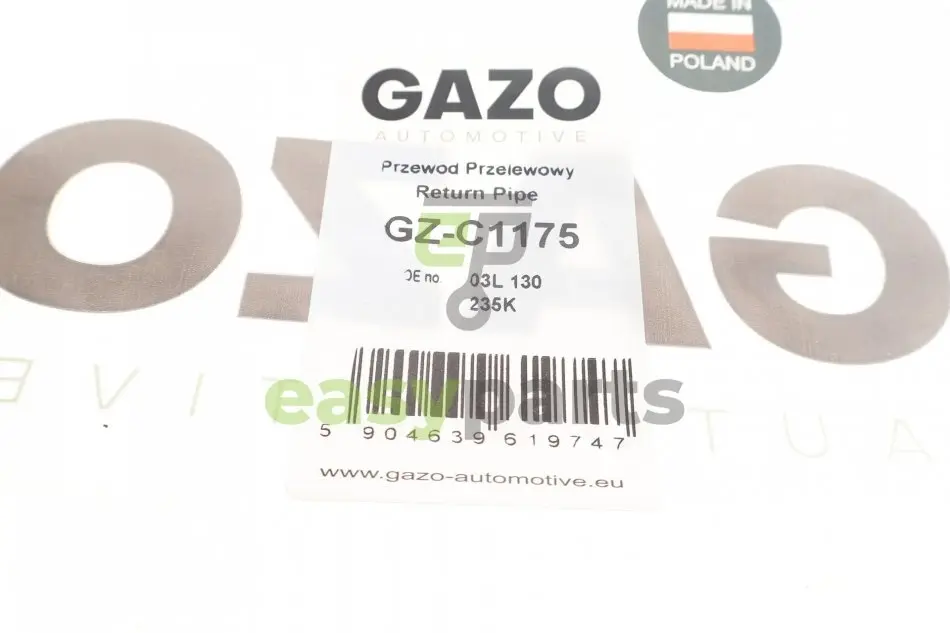 MADE IN
POLAND
GAZO
AUTOMOTIVE
Przewód Przelewowy
Return Pipe
GZ-C1175
OE no. 03L 130
235K
easyparts
5 904639 619747
www.gazo-automotive.eu